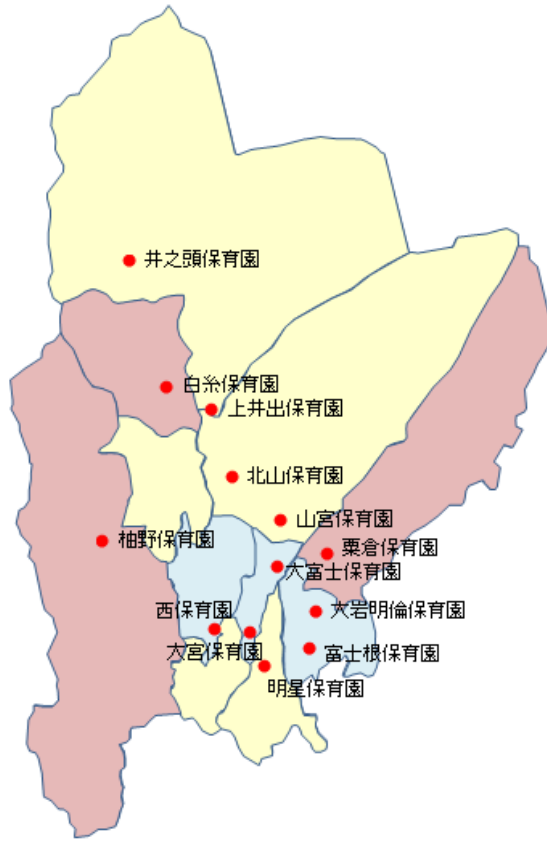 井之頭保育園
白糸保育園
上井出保育園
北山保育園
山宮保育園
柚野保育園
粟倉保育園
大富士保育園
西保育園
大岩明倫保育園
大宮保育園
富士根保育園
明星保育園